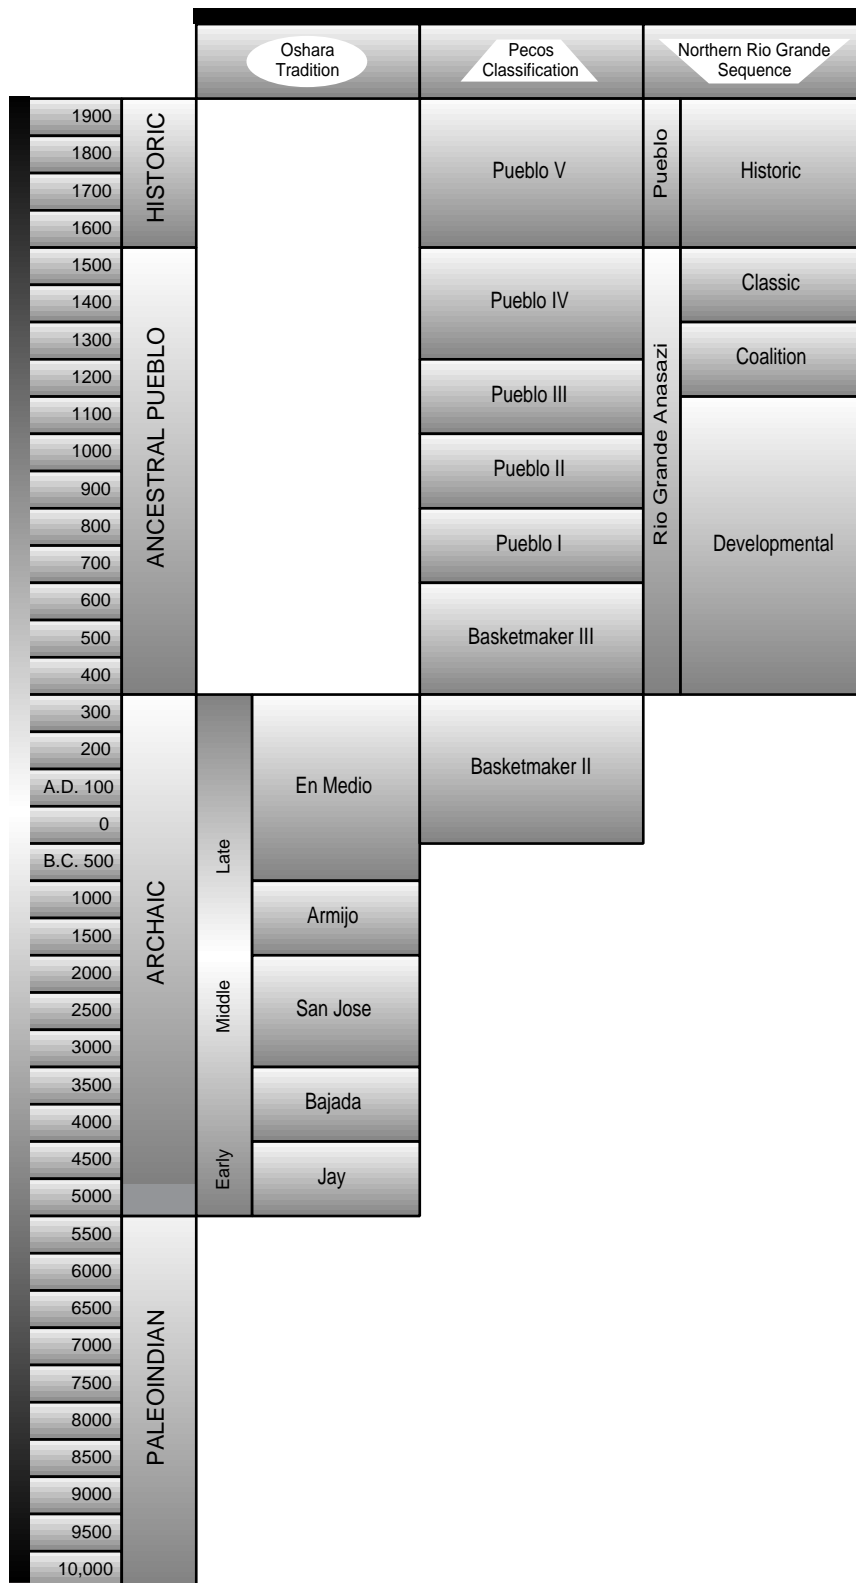 Oshara
Tradition
Pecos
Classification
Northern Rio Grande
Sequence
1900
1800
1700
1600
1500
1400
1300
1200
1100
1000
900
800
700
600
500
400
300
200
A.D. 100
0
B.C. 500
1000
1500
2000
2500
3000
3500
4000
4500
5000
5500
6000
6500
7000
7500
8000
8500
9000
9500
10,000
HISTORIC
ANCESTRAL PUEBLO
ARCHAIC
PALEOINDIAN
Late
Middle
Early
En Medio
Armijo
San Jose
Bajada
Jay
Pueblo V
Pueblo IV
Pueblo III
Pueblo II
Pueblo I
Basketmaker III
Basketmaker II
Pueblo
Rio Grande Anasazi
Historic
Classic
Coalition
Developmental